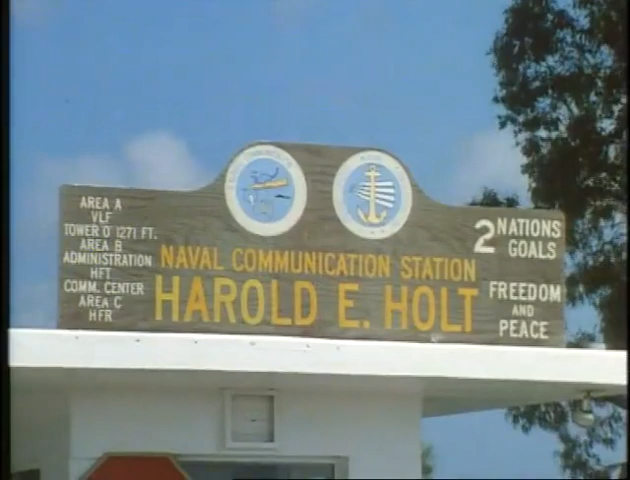 AREA A
VLF
TOWER 'O' 1271 FT.
AREA B
ADMINISTRATION
HFT
COMM. CENTER
AREA C
HFR
NAVAL COMMUNICATION STATION
HAROLD E. HOLT
2 NATIONS
GOALS
FREEDOM
AND
PEACE